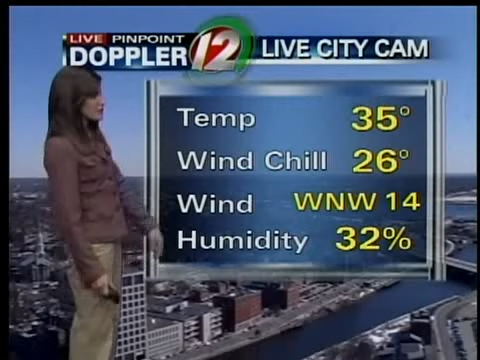 LIVE PINPOINT
DOPPLER 12 LIVE CITY CAM
Temp 35°
Wind Chill 26°
Wind WNW 14
Humidity 32%